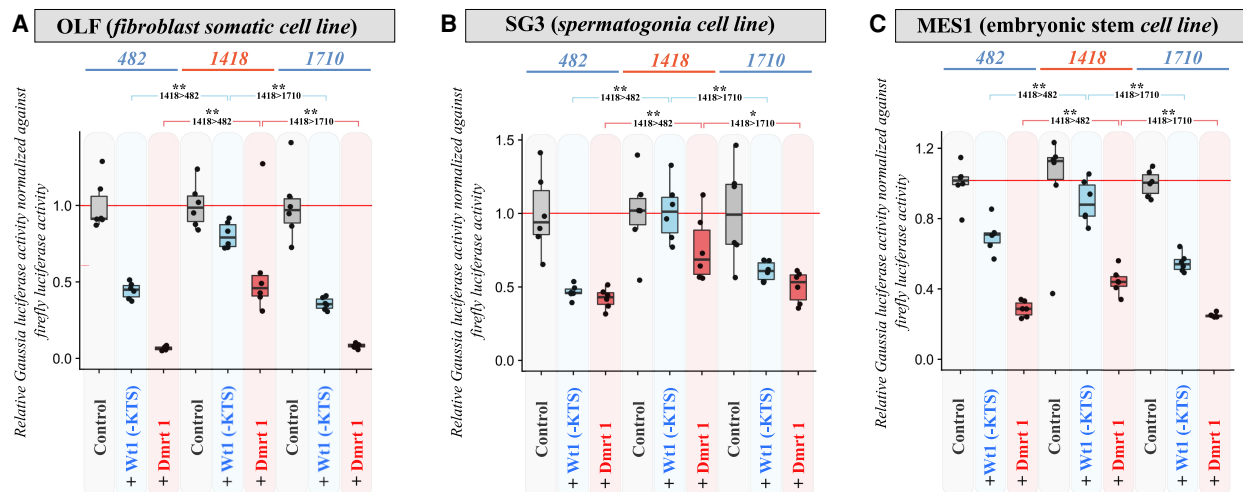 A
OLF (fibroblast somatic cell line)
482 1418 1710
** **
1418>482 1418>1710
** **
1418>482 1418>1710
Relative Gaussia luciferase activity normalized against
firefly luciferase activity
1.0
0.5
0.0
Control
+ Wt1 (-KTS)
+ Dmrt 1
Control
+ Wt1 (-KTS)
+ Dmrt 1
Control
+ Wt1 (-KTS)
+ Dmrt 1
B
SG3 (spermatogonia cell line)
482 1418 1710
** **
1418>482 1418>1710
** *
1418>482 1418>1710
Relative Gaussia luciferase activity normalized against
firefly luciferase activity
1.5
1.0
0.5
0.0
Control
+ Wt1 (-KTS)
+ Dmrt 1
Control
+ Wt1 (-KTS)
+ Dmrt 1
Control
+ Wt1 (-KTS)
+ Dmrt 1
C
MES1 (embryonic stem cell line)
482 1418 1710
** **
1418>482 1418>1710
** **
1418>482 1418>1710
Relative Gaussia luciferase activity normalized against
firefly luciferase activity
1.2
0.8
0.4
0.0
Control
+Wt1 (-KTS)
+ Dmrt 1
Control
+Wt1 (-KTS)
+ Dmrt 1
Control
+Wt1 (-KTS)
+ Dmrt 1